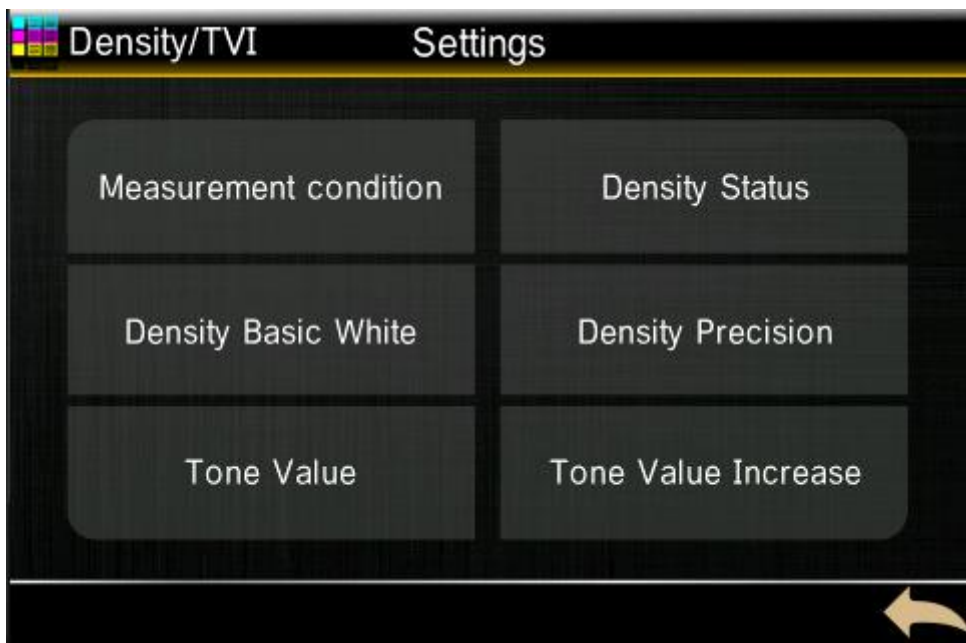 Density/TVI Settings
Measurement condition
Density Status
Density Basic White
Density Precision
Tone Value
Tone Value Increase